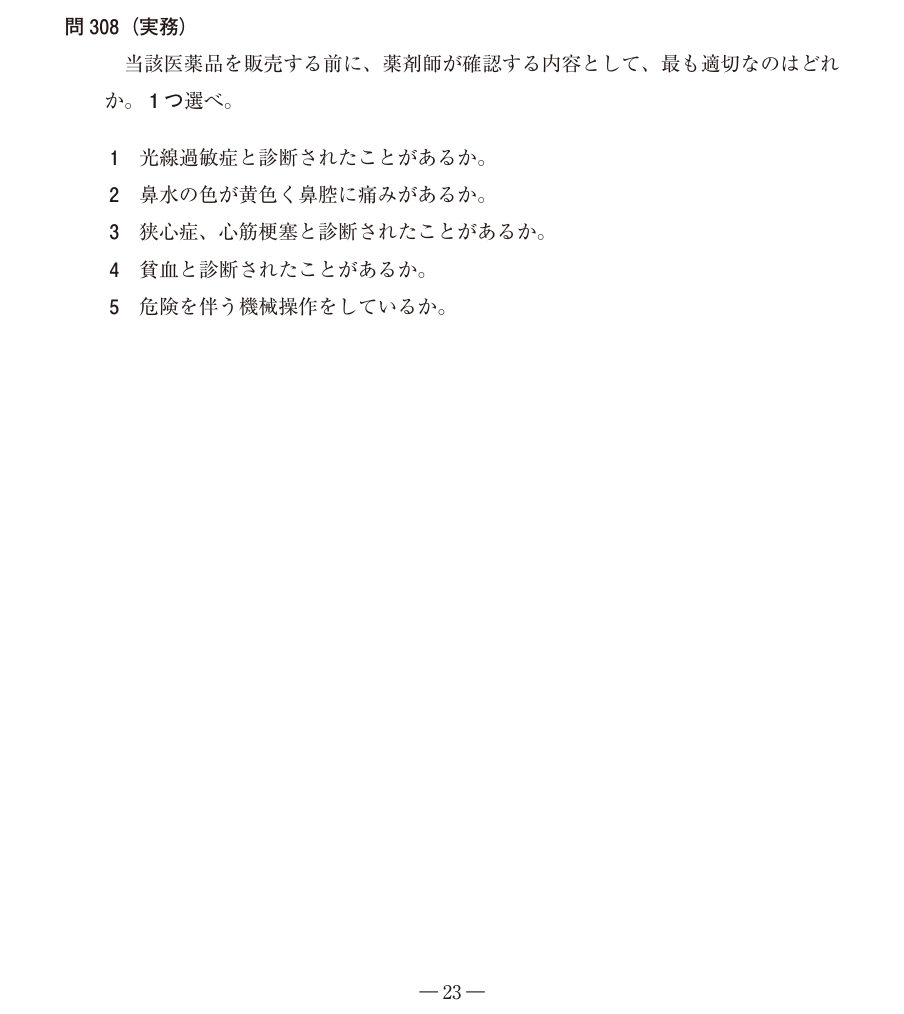 問 308（実務）
当該医薬品を販売する前に、薬剤師が確認する内容として、最も適切なのはどれ
か。1つ選べ。
1 光線過敏症と診断されたことがあるか。
2 鼻水の色が黄色く鼻腔に痛みがあるか。
3 狭心症、心筋梗塞と診断されたことがあるか。
4 貧血と診断されたことがあるか。
5 危険を伴う機械操作をしているか。
― 23 ―